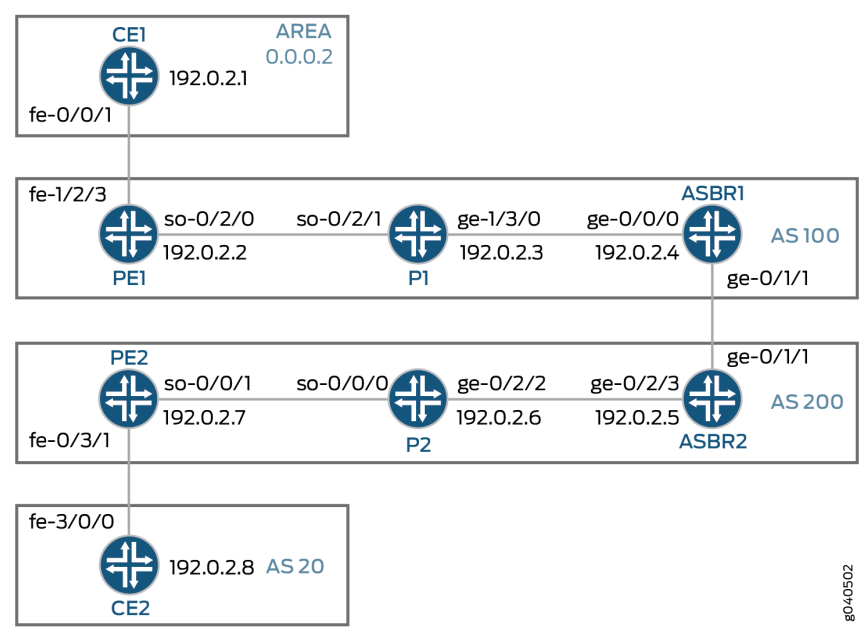 CE1
AREA
0.0.0.2
192.0.2.1
fe-0/0/1
fe-1/2/3
ASBR1
so-0/2/0
so-0/2/1
ge-1/3/0
ge-0/0/0
AS 100
192.0.2.2
192.0.2.3
192.0.2.4
PE1
P1
ge-0/1/1
PE2
ge-0/1/1
so-0/0/1
so-0/0/0
ge-0/2/2
ge-0/2/3
AS 200
192.0.2.7
192.0.2.6
192.0.2.5
fe-0/3/1
P2
ASBR2
fe-3/0/0
192.0.2.8
AS 20
CE2
g040502